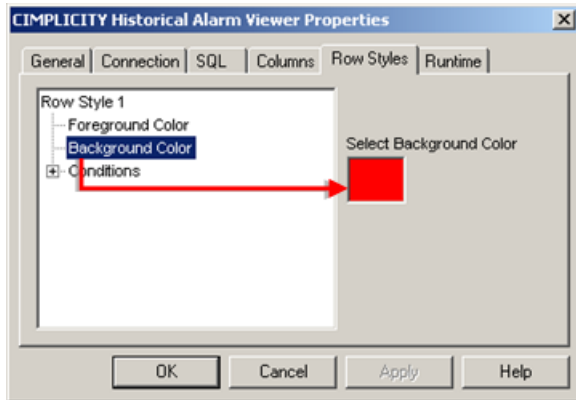 CIMPLICITY Historical Alarm Viewer Properties
General Connection SQL Columns Row Styles Runtime
Row Style 1
Foreground Color
Background Color
Conditions
Select Background Color
OK Cancel Apply Help